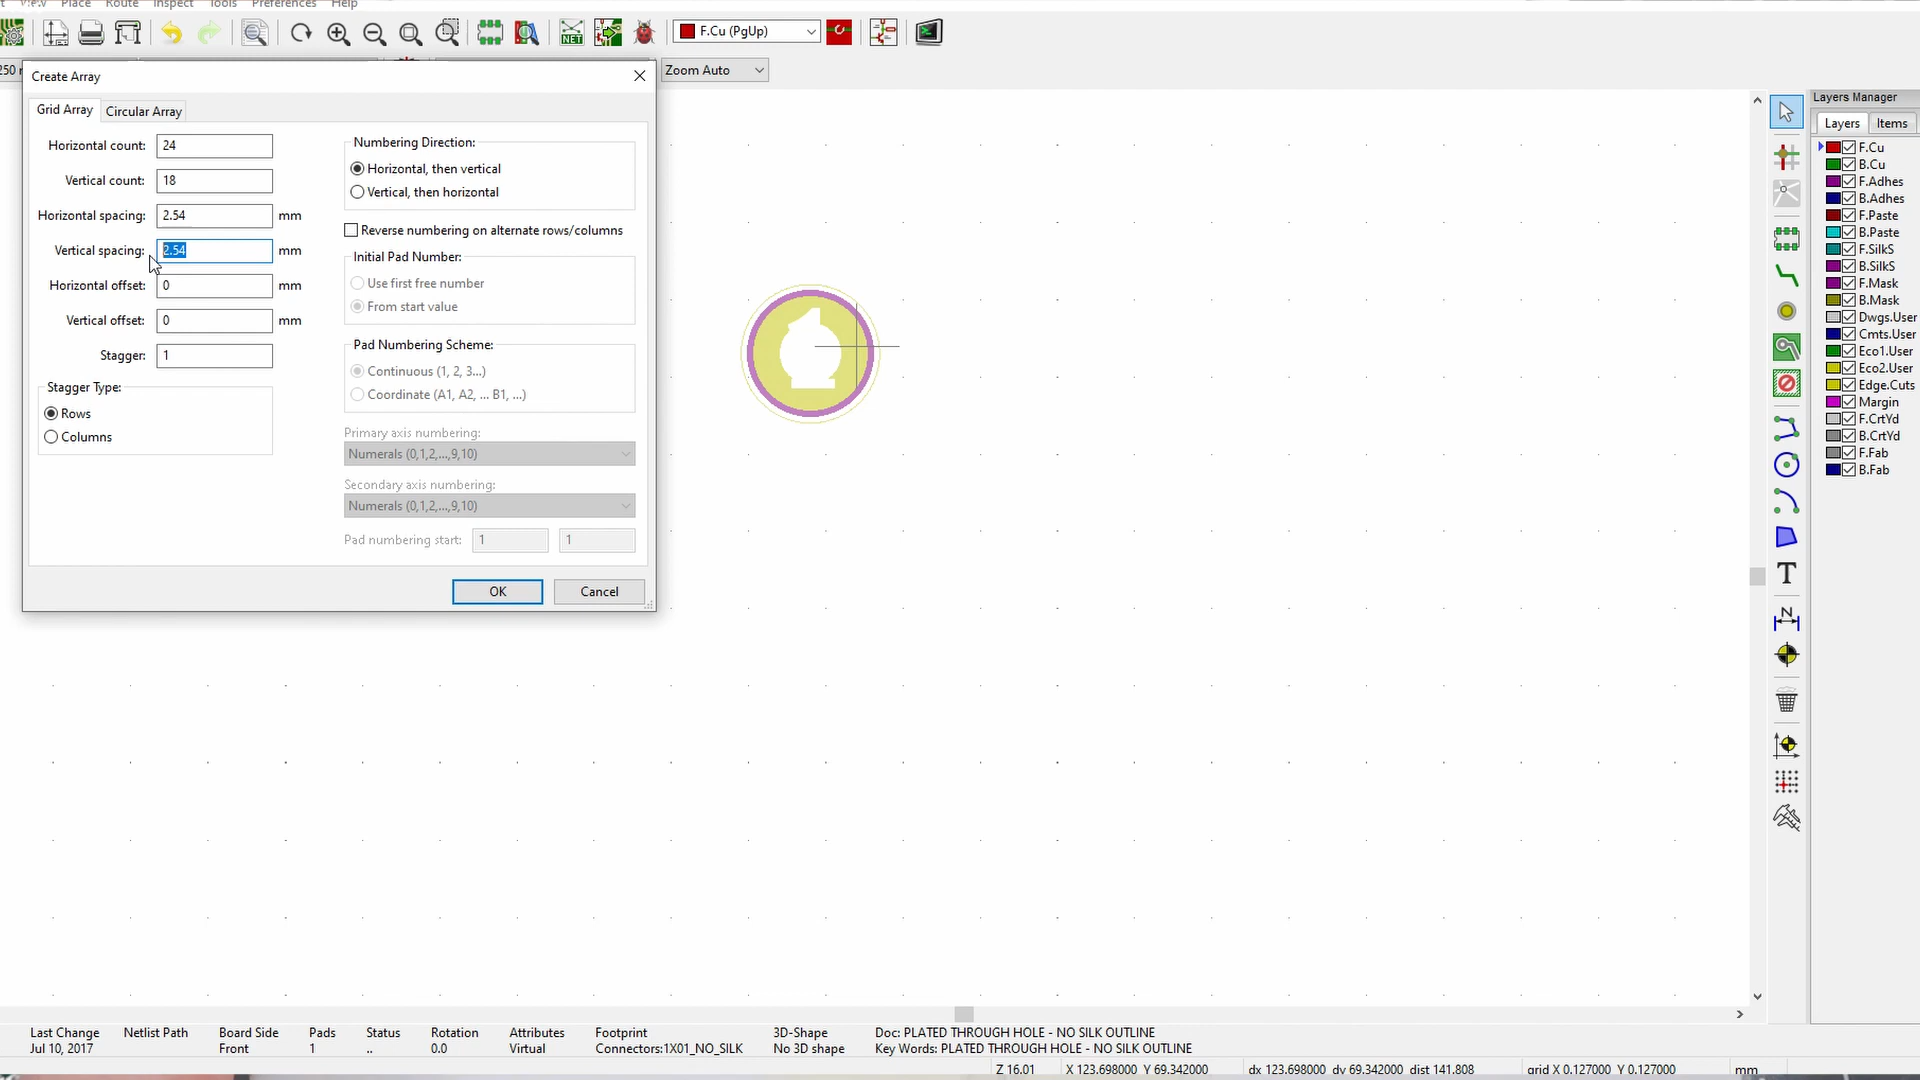 View Place Route Inspect Tools Preferences Help
F.Cu (PgUp)
Zoom Auto
Create Array
Grid Array
Circular Array
Horizontal count: 24
Vertical count: 18
Horizontal spacing: 2.54 mm
Vertical spacing: 2.54 mm
Horizontal offset: 0 mm
Vertical offset: 0 mm
Stagger: 1
Stagger Type:
Rows
Columns
Numbering Direction:
Horizontal, then vertical
Vertical, then horizontal
Reverse numbering on alternate rows/columns
Initial Pad Number:
Use first free number
From start value
Pad Numbering Scheme:
Continuous (1, 2, 3...)
Coordinate (A1, A2, ... B1, ...)
Primary axis numbering:
Numerals (0,1,2,...,9,10)
Secondary axis numbering:
Numerals (0,1,2,...,9,10)
Pad numbering start: 1 1
OK
Cancel
NET
T
N
Layers Manager
Layers
Items
F.Cu
B.Cu
F.Adhes
B.Adhes
F.Paste
B.Paste
F.SilkS
B.SilkS
F.Mask
B.Mask
Dwgs.User
Cmts.User
Eco1.User
Eco2.User
Edge.Cuts
Margin
F.CrtYd
B.CrtYd
F.Fab
B.Fab
Last Change Netlist Path Board Side Pads Status Rotation Attributes Footprint 3D-Shape Doc: PLATED THROUGH HOLE - NO SILK OUTLINE
Jul 10, 2017 Front 1 .. 0.0 Virtual Connectors:1X01_NO_SILK No 3D shape Key Words: PLATED THROUGH HOLE - NO SILK OUTLINE
Z 16.01 X 123.698000 Y 69.342000 dx 123.698000 dy 69.342000 dist 141.808 grid X 0.127000 Y 0.127000 mm